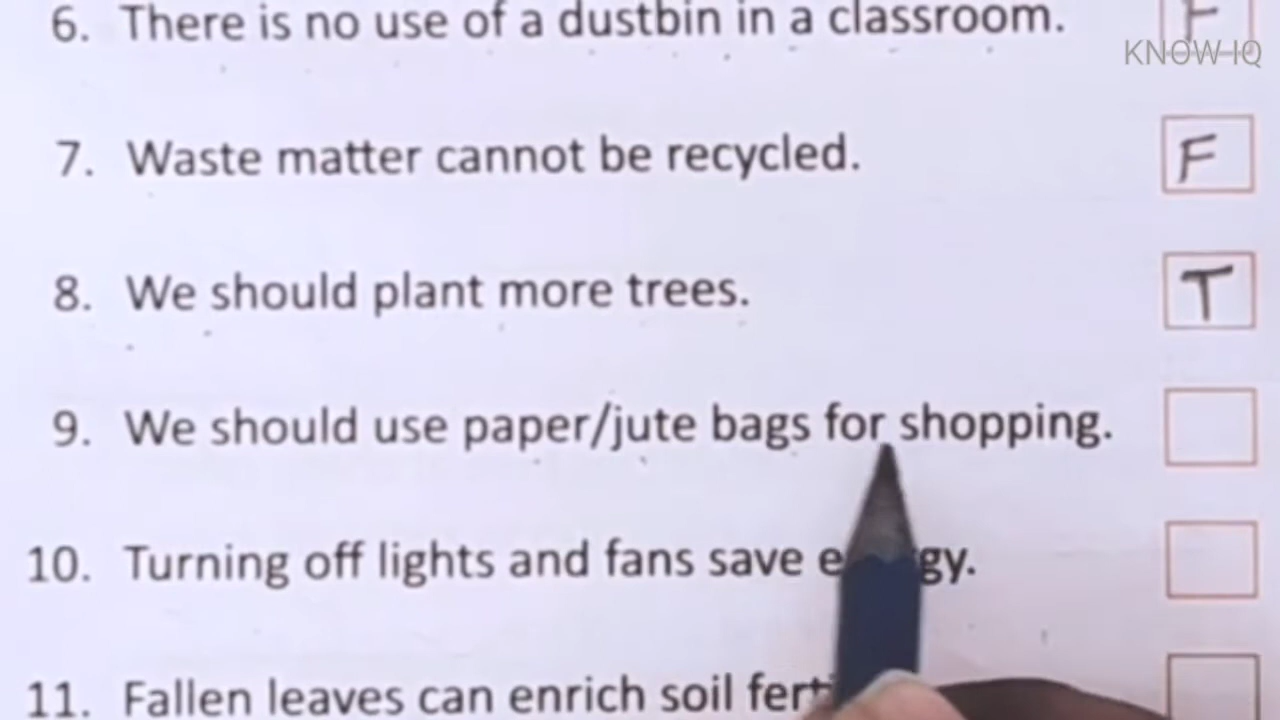 6. There is no use of a dustbin in a classroom. F
KNOW IQ
7. Waste matter cannot be recycled. F
8. We should plant more trees. T
9. We should use paper/jute bags for shopping.
10. Turning off lights and fans save
11. Fallen leaves can enrich soil